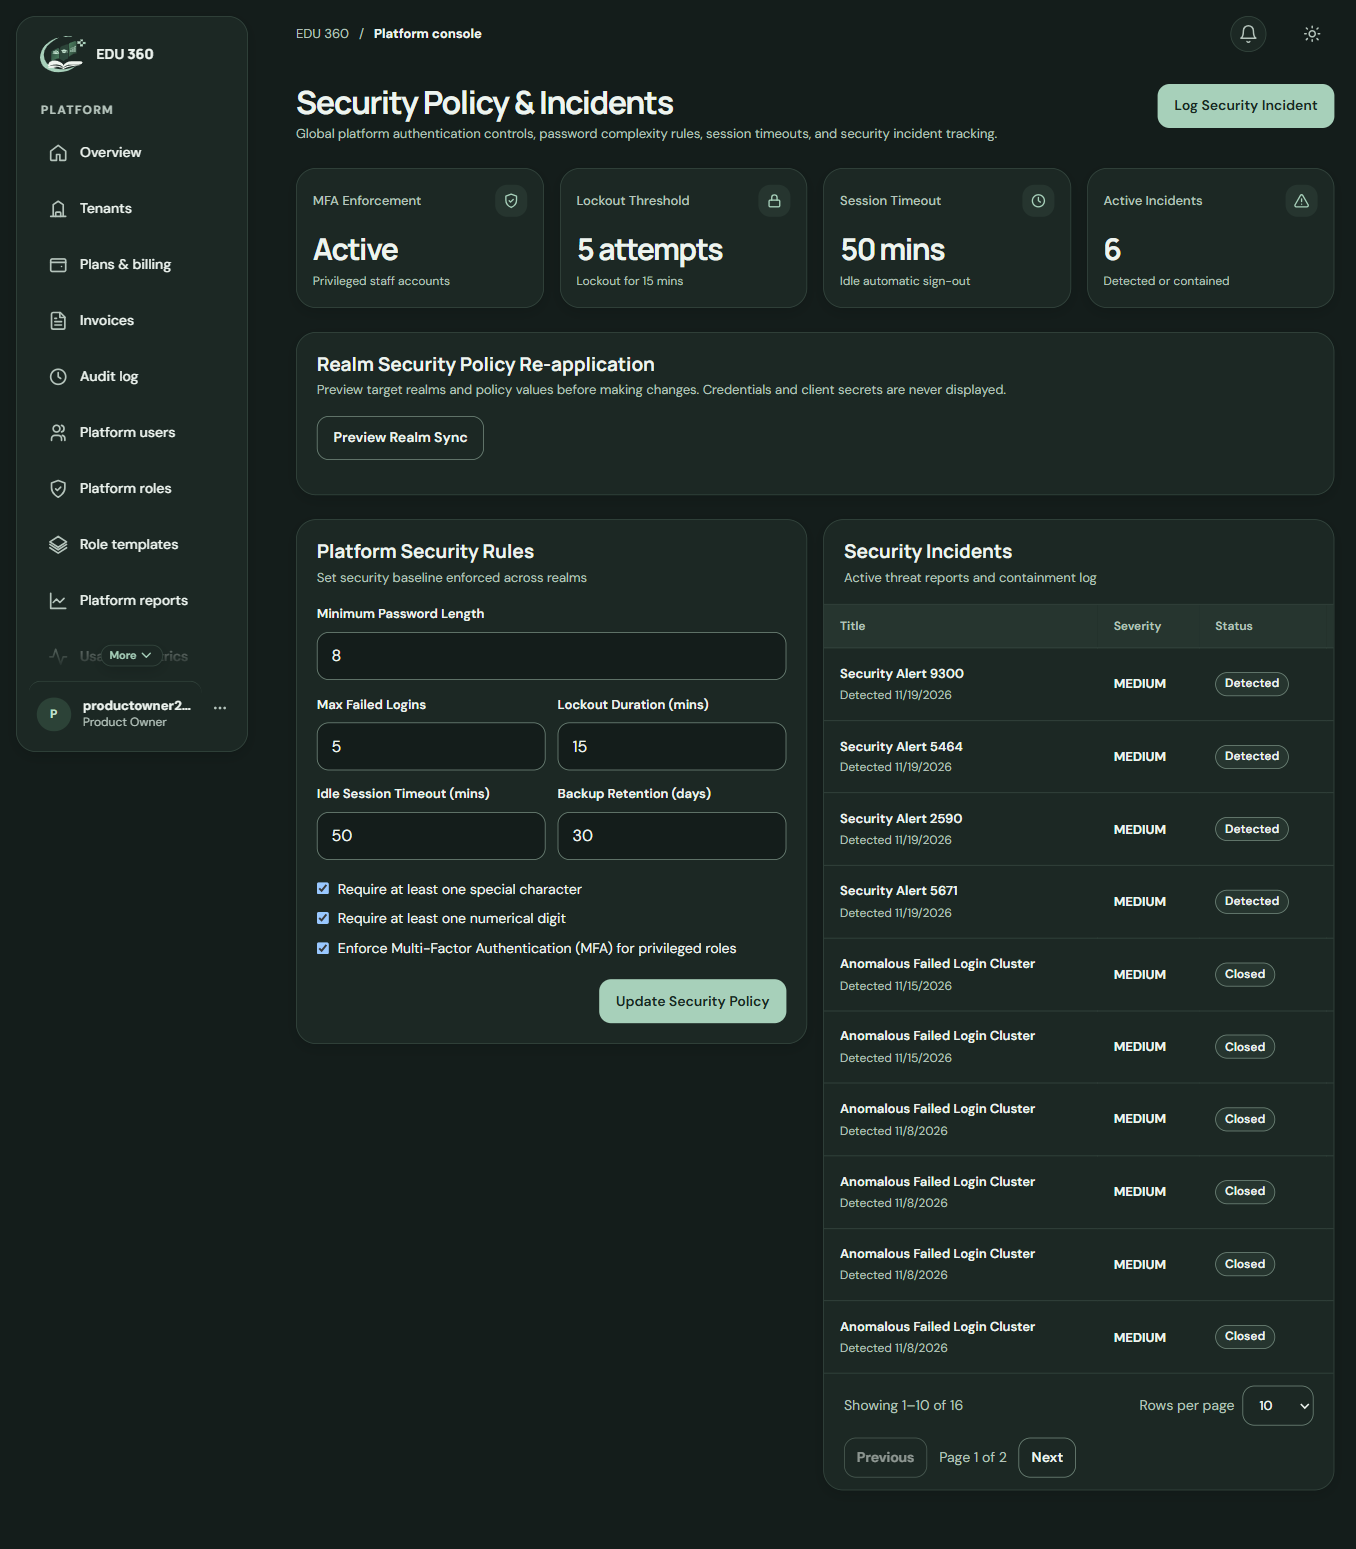 EDU 360
PLATFORM
Overview
Tenants
Plans & billing
Invoices
Audit log
Platform users
Platform roles
Role templates
Platform reports
More
productowner2...
P
Product Owner
EDU 360 / Platform console
Security Policy & Incidents
Global platform authentication controls, password complexity rules, session timeouts, and security incident tracking.
Log Security Incident
MFA Enforcement
Active
Privileged staff accounts
Lockout Threshold
5 attempts
Lockout for 15 mins
Session Timeout
50 mins
Idle automatic sign-out
Active Incidents
6
Detected or contained
Realm Security Policy Re-application
Preview target realms and policy values before making changes. Credentials and client secrets are never displayed.
Preview Realm Sync
Platform Security Rules
Set security baseline enforced across realms
Minimum Password Length
8
Max Failed Logins
5
Lockout Duration (mins)
15
Idle Session Timeout (mins)
50
Backup Retention (days)
30
Require at least one special character
Require at least one numerical digit
Enforce Multi-Factor Authentication (MFA) for privileged roles
Update Security Policy
Security Incidents
Active threat reports and containment log
Title Severity Status
Security Alert 9300
Detected 11/19/2026
MEDIUM
Detected
Security Alert 5464
Detected 11/19/2026
MEDIUM
Detected
Security Alert 2590
Detected 11/19/2026
MEDIUM
Detected
Security Alert 5671
Detected 11/19/2026
MEDIUM
Detected
Anomalous Failed Login Cluster
Detected 11/15/2026
MEDIUM
Closed
Anomalous Failed Login Cluster
Detected 11/15/2026
MEDIUM
Closed
Anomalous Failed Login Cluster
Detected 11/8/2026
MEDIUM
Closed
Anomalous Failed Login Cluster
Detected 11/8/2026
MEDIUM
Closed
Anomalous Failed Login Cluster
Detected 11/8/2026
MEDIUM
Closed
Anomalous Failed Login Cluster
Detected 11/8/2026
MEDIUM
Closed
Showing 1–10 of 16
Rows per page 10
Previous Page 1 of 2 Next